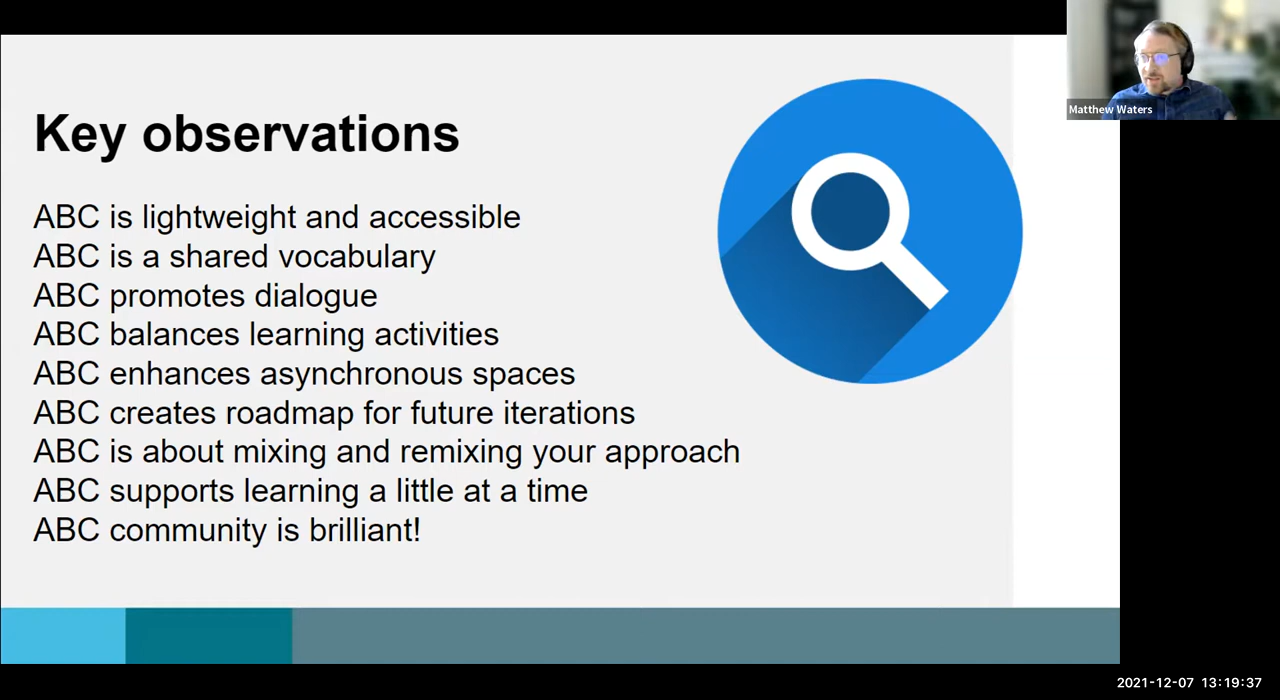 Matthew Waters
Key observations
ABC is lightweight and accessible
ABC is a shared vocabulary
ABC promotes dialogue
ABC balances learning activities
ABC enhances asynchronous spaces
ABC creates roadmap for future iterations
ABC is about mixing and remixing your approach
ABC supports learning a little at a time
ABC community is brilliant!
2021-12-07 13:19:37